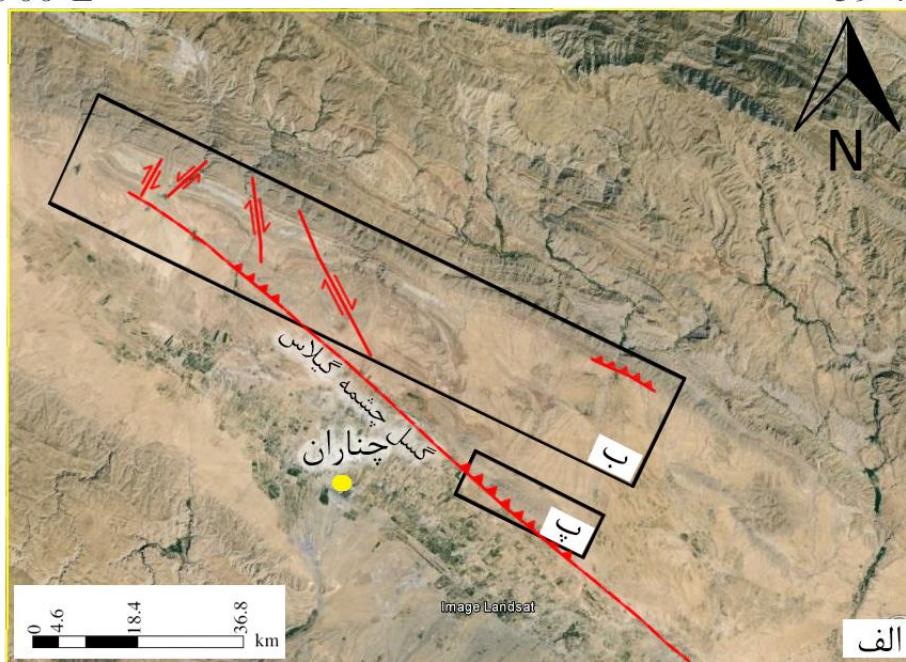 N
گسل چشمه گیلاس
چناران
ب
پ
0
4.6
18.4
36.8
km
Image Landsat
الف